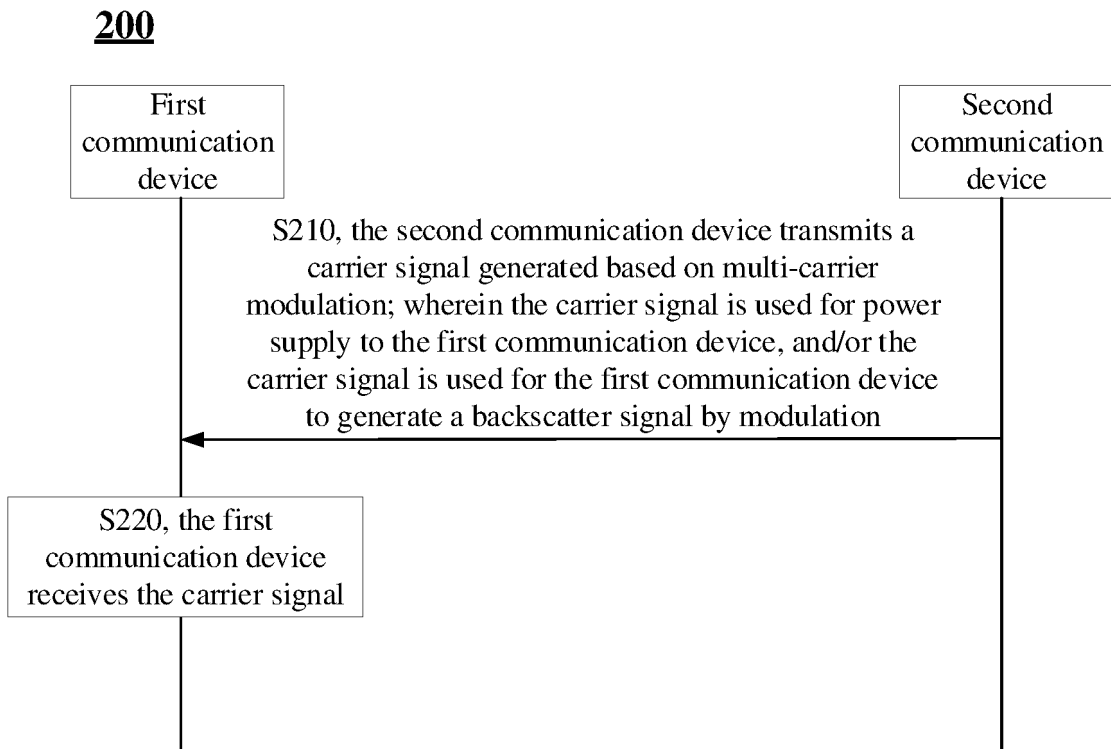 200
First
communication
device
Second
communication
device
S210, the second communication device transmits a
carrier signal generated based on multi-carrier
modulation; wherein the carrier signal is used for power
supply to the first communication device, and/or the
carrier signal is used for the first communication device
to generate a backscatter signal by modulation
S220, the first
communication device
receives the carrier signal